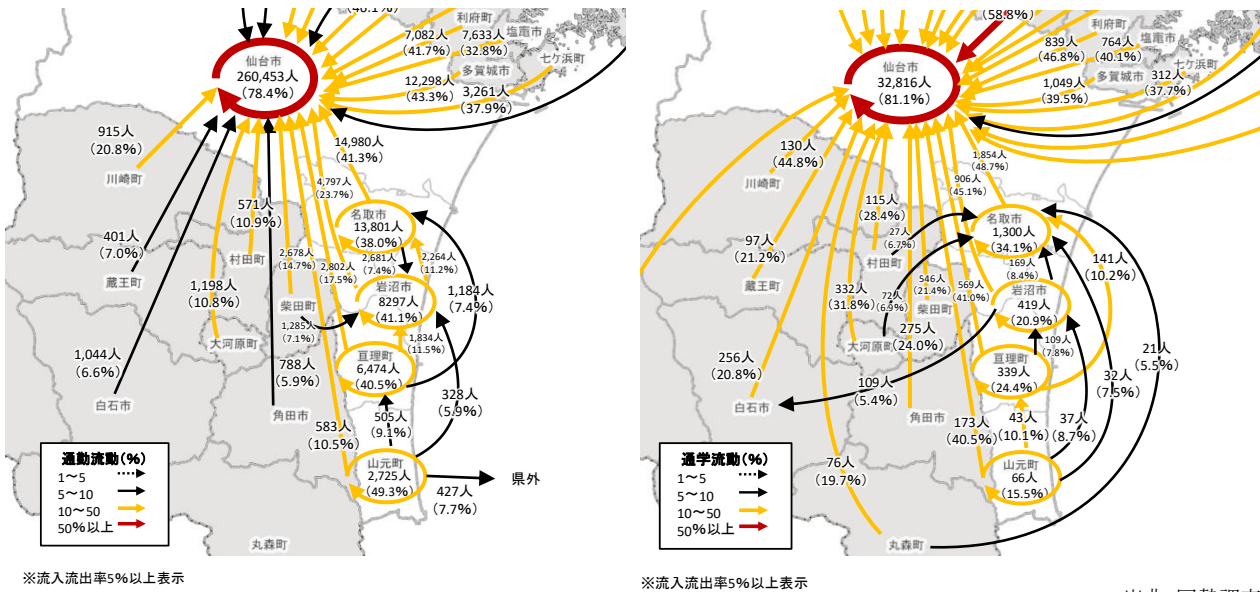 仙台市
260,453人
(78.4%)
利府町
7,082人
(41.7%)
7,633人
(32.8%)
塩竈市
七ケ浜町
多賀城市
12,298人
(43.3%)
3,261人
(37.9%)
915人
(20.8%)
川崎町
14,980人
(41.3%)
4,797人
(23.7%)
571人
(10.9%)
名取市
13,801人
(38.0%)
401人
(7.0%)
蔵王町
村田町
2,678人
(14.7%)
2,802人
(17.5%)
2,681人
(7.4%)
2,264人
(11.2%)
1,198人
(10.8%)
柴田町
1,285人
(7.1%)
岩沼市
8297人
(41.1%)
1,184人
(7.4%)
大河原町
1,834人
(11.5%)
1,044人
(6.6%)
白石市
788人
(5.9%)
角田市
亘理町
6,474人
(40.5%)
328人
(5.9%)
505人
(9.1%)
583人
(10.5%)
山元町
2,725人
(49.3%)
427人
(7.7%)
県外
丸森町
通勤流動(%)
1～5
5～10
10～50
50%以上
※流入流出率5%以上表示
(58.8%)
仙台市
32,816人
(81.1%)
利府町
839人
(46.8%)
764人
(40.1%)
塩竈市
七ケ浜町
多賀城市
1,049人
(39.5%)
312人
(37.7%)
130人
(44.8%)
川崎町
1,854人
(48.7%)
906人
(45.1%)
115人
(28.4%)
27人
(6.7%)
名取市
1,300人
(34.1%)
97人
(21.2%)
蔵王町
村田町
169人
(8.4%)
141人
(10.2%)
332人
(31.8%)
72人
(6.9%)
546人
(21.4%)
569人
(41.0%)
柴田町
岩沼市
419人
(20.9%)
大河原町
275人
(24.0%)
109人
(7.8%)
256人
(20.8%)
白石市
109人
(5.4%)
角田市
亘理町
339人
(24.4%)
32人
(7.5%)
21人
(5.5%)
173人
(40.5%)
43人
(10.1%)
37人
(8.7%)
76人
(19.7%)
山元町
66人
(15.5%)
丸森町
通学流動(%)
1～5
5～10
10～50
50%以上
※流入流出率5%以上表示